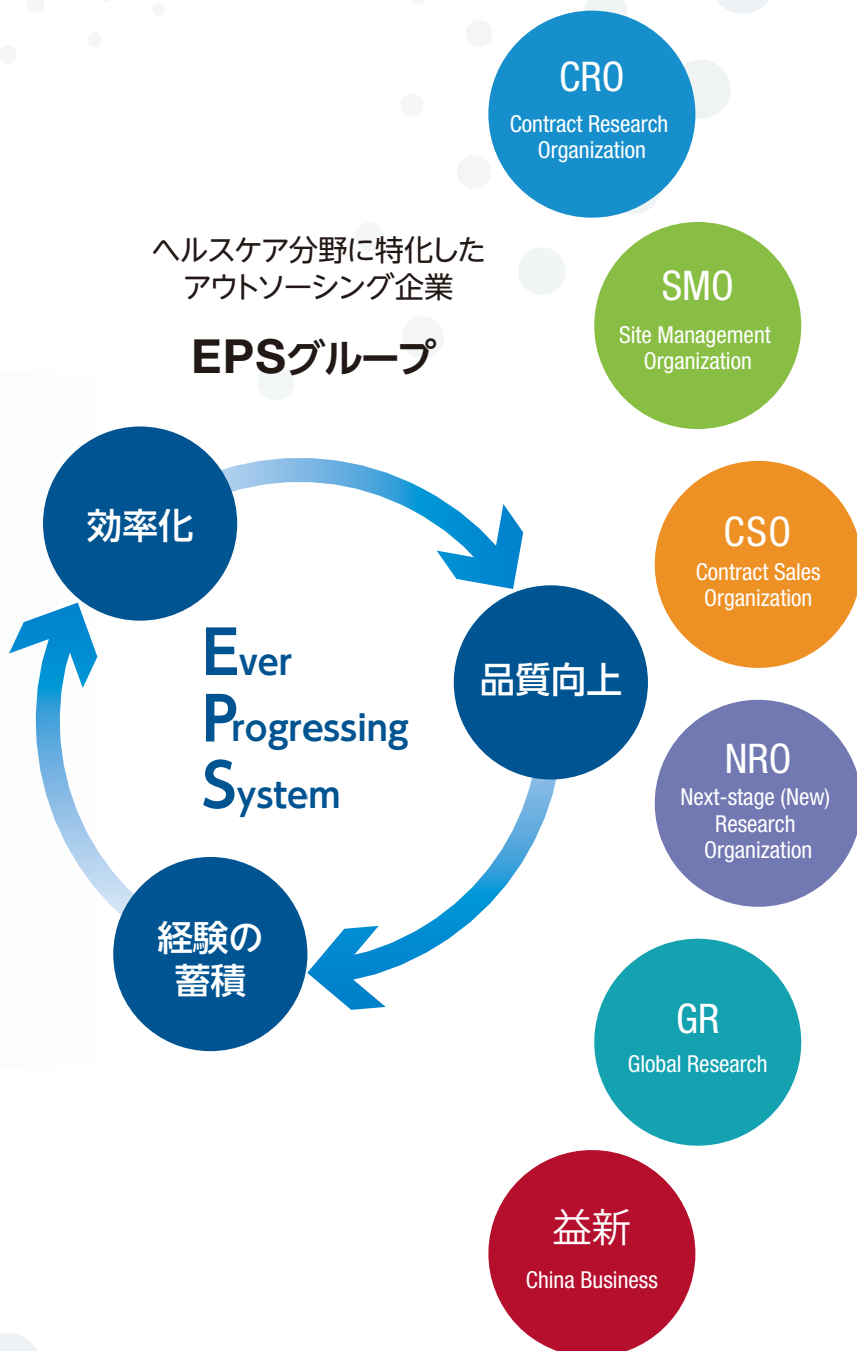 CRO
Contract Research
Organization
ヘルスケア分野に特化した
アウトソーシング企業
EPSグループ
SMO
Site Management
Organization
効率化
CSO
Contract Sales
Organization
Ever
Progressing
System
品質向上
NRO
Next-stage (New)
Research
Organization
経験の
蓄積
GR
Global Research
益新
China Business